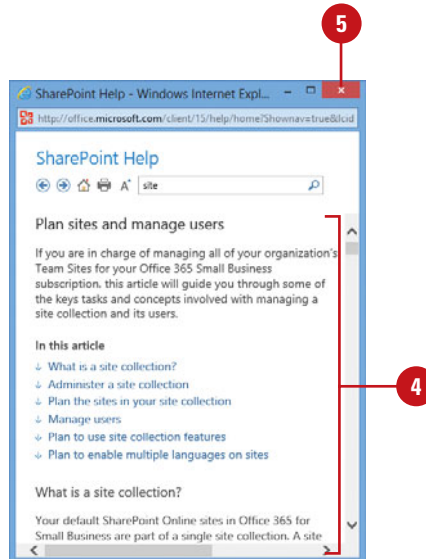 5
SharePoint Help - Windows Internet Expl...
http://office.microsoft.com/client/15/help/home?Shownav=true&lcid
SharePoint Help
site
Plan sites and manage users
If you are in charge of managing all of your organization's
Team Sites for your Office 365 Small Business
subscription, this article will guide you through some of
the keys tasks and concepts involved with managing a
site collection and its users.
In this article
What is a site collection?
Administer a site collection
Plan the sites in your site collection
Manage users
Plan to use site collection features
Plan to enable multiple languages on sites
4
What is a site collection?
Your default SharePoint Online sites in Office 365 for
Small Business are part of a single site collection. A site